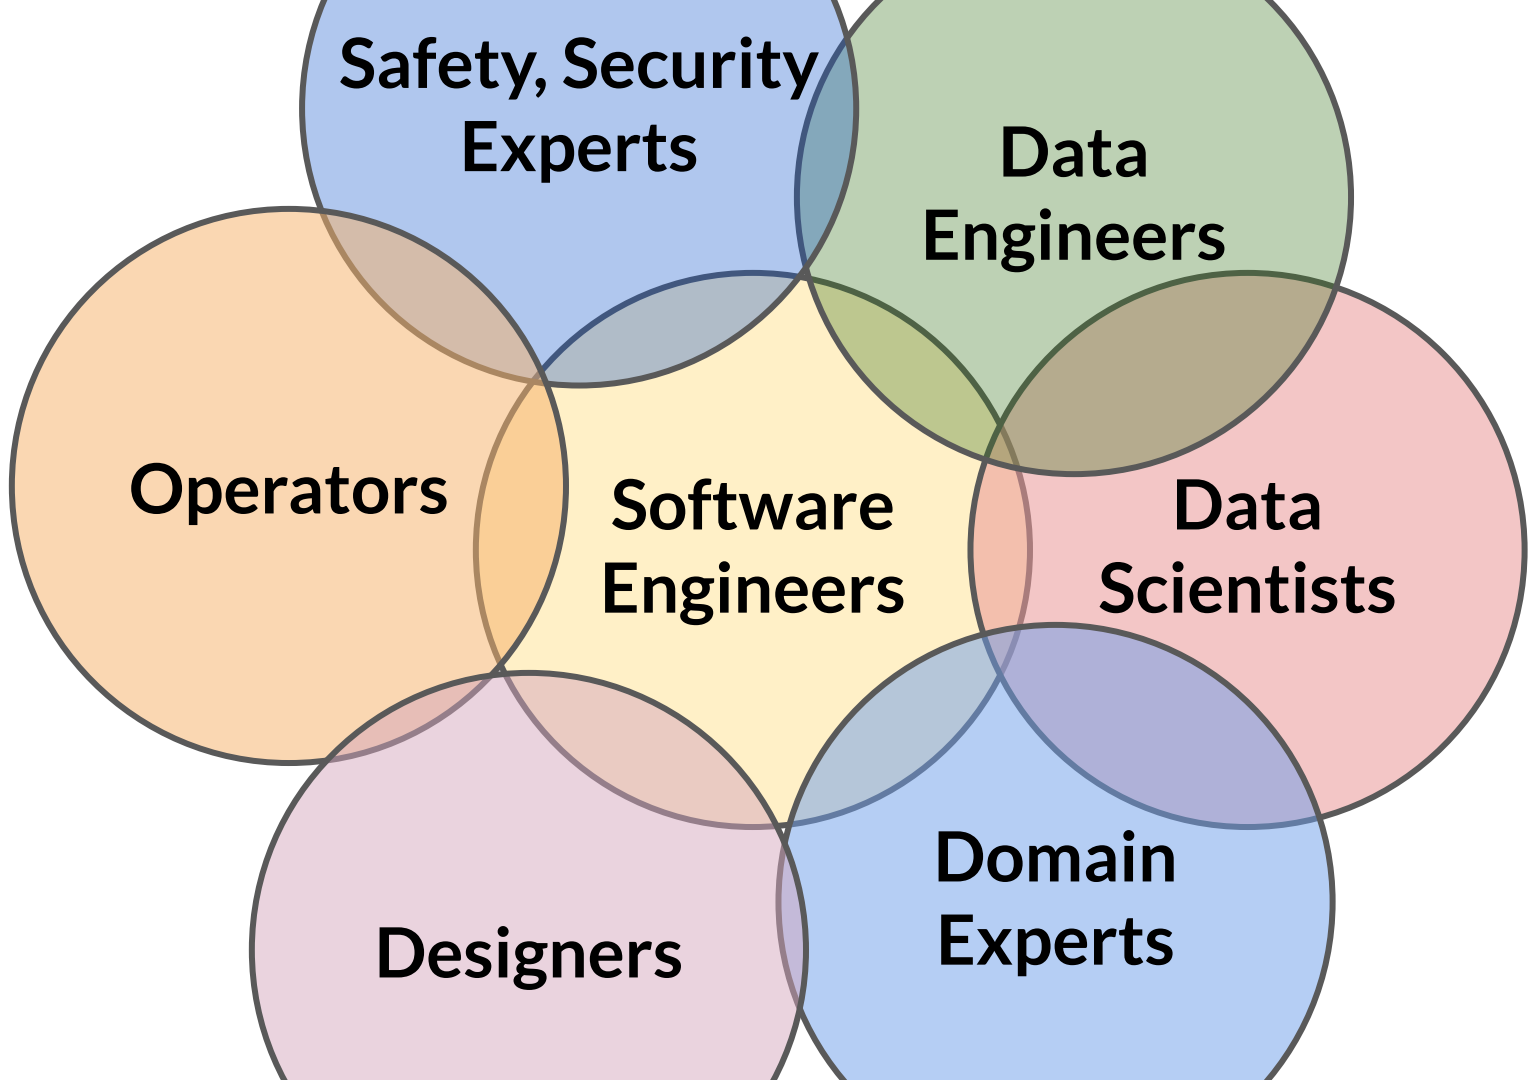 Safety, Security
Experts
Data
Engineers
Operators
Software
Engineers
Data
Scientists
Domain
Experts
Designers